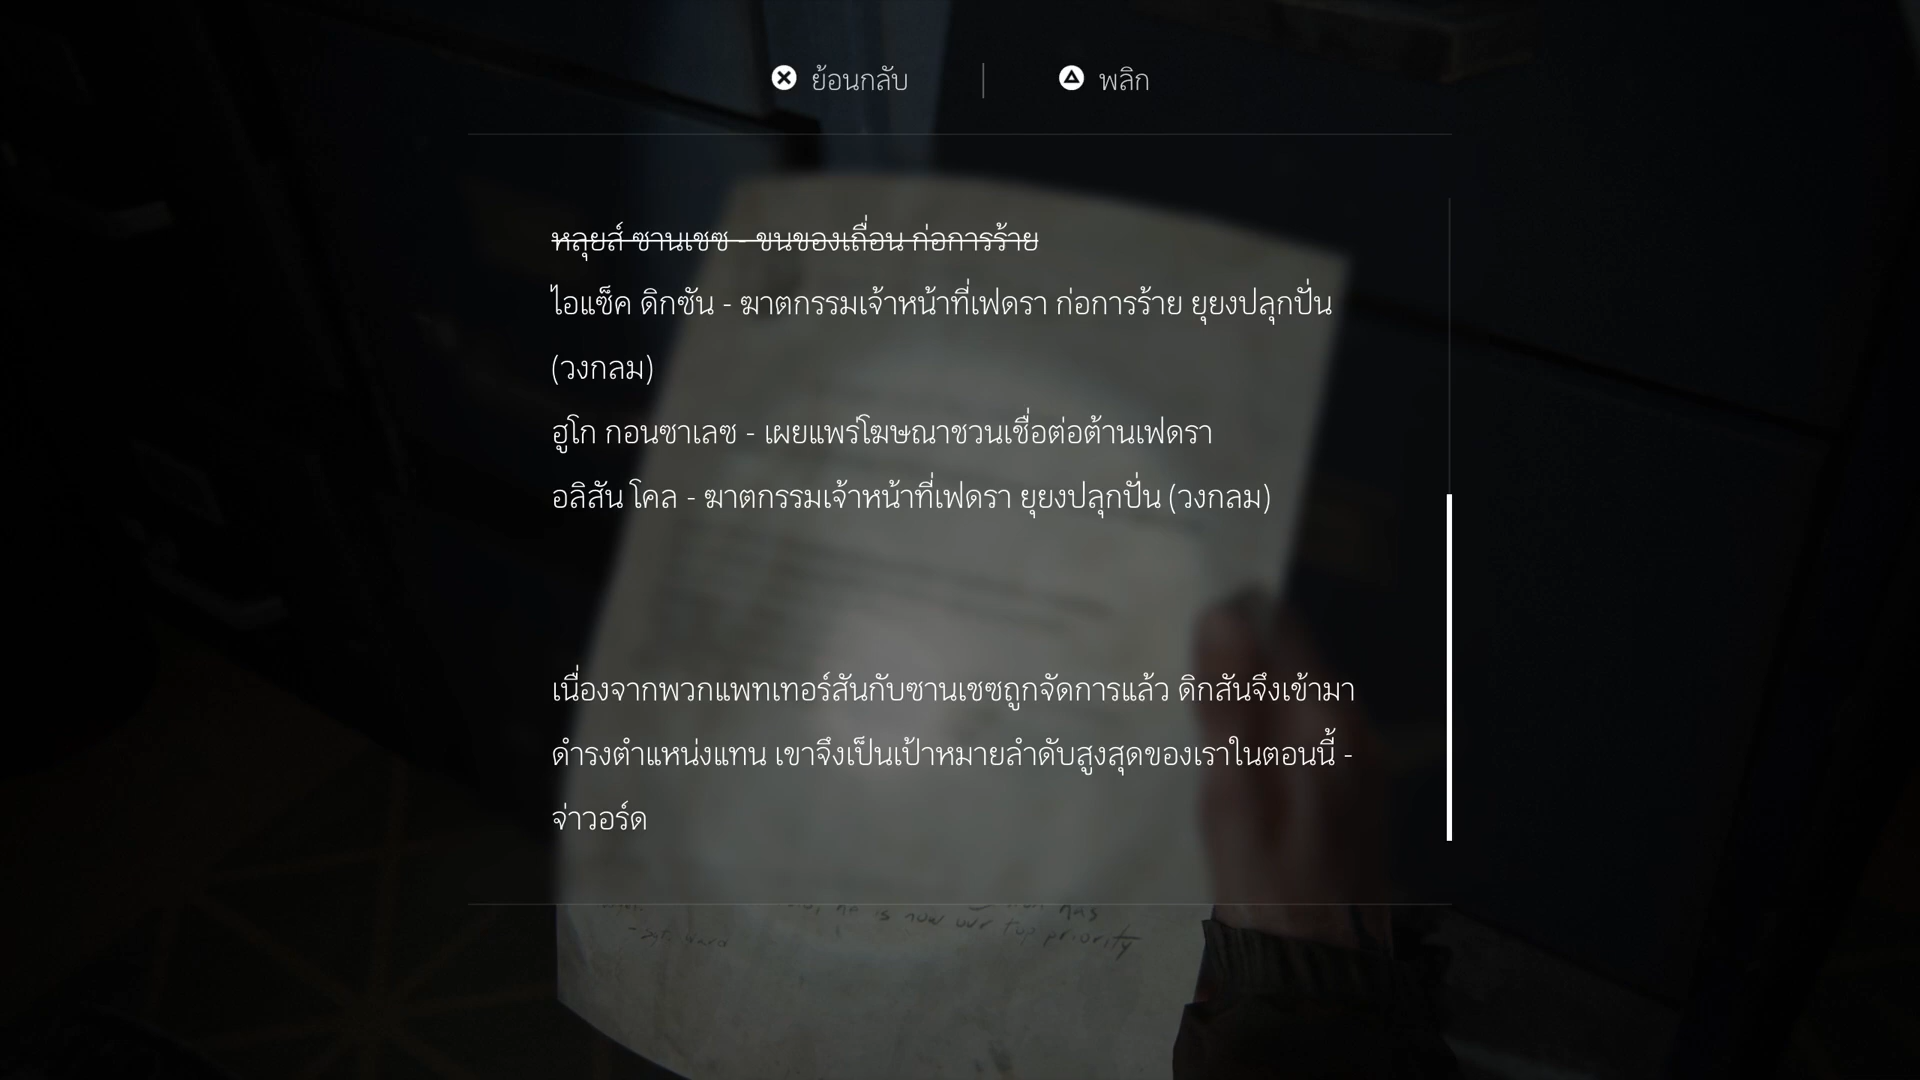 ย้อนกลับ | พลิก
หลุยส์ ซานเชซ - ขนของเถื่อน ก่อการร้าย
ไอแซ็ค ดิกซัน - ฆาตกรรมเจ้าหน้าที่เฟดรา ก่อการร้าย ยุยงปลุกปั่น
(วงกลม)
ฮูโก กอนซาเลซ - เผยแพร่โฆษณาชวนเชื่อต่อต้านเฟดรา
อลิสัน โคล - ฆาตกรรมเจ้าหน้าที่เฟดรา ยุยงปลุกปั่น (วงกลม)
เนื่องจากพวกแพทเทอร์สันกับซานเชซถูกจัดการแล้ว ดิกสันจึงเข้ามา
ดำรงตำแหน่งแทน เขาจึงเป็นเป้าหมายลำดับสูงสุดของเราในตอนนี้ -
จ่าวอร์ด
has
he is now our top priority
- Sgt. Ward